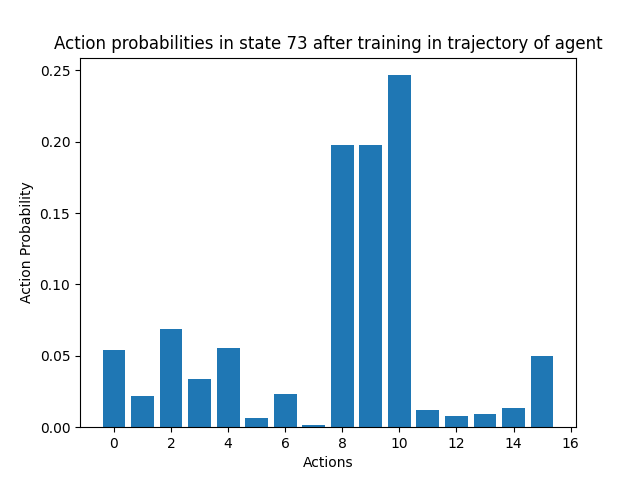 Action probabilities in state 73 after training in trajectory of agent
0.25
0.20
0.15
0.10
0.05
0.00
Action Probability
0 2 4 6 8 10 12 14 16
Actions